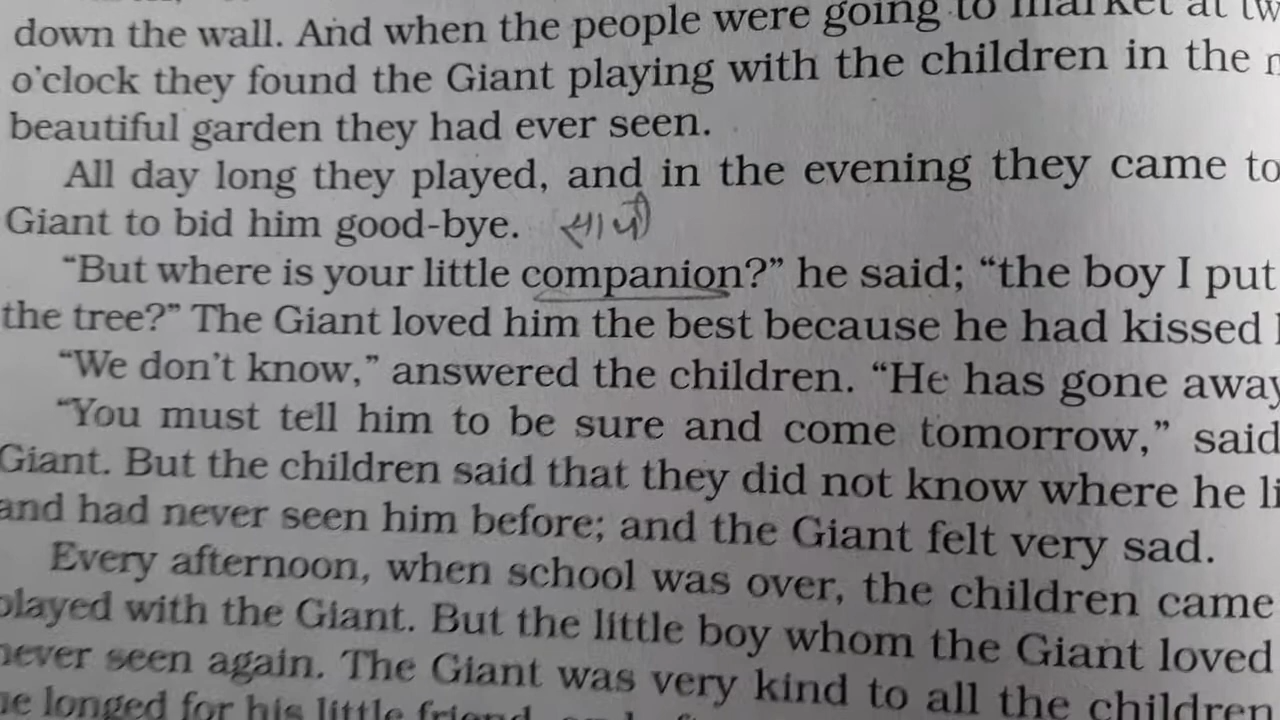 down the wall. And when the people were going to market at
o'clock they found the Giant playing with the children in the
beautiful garden they had ever seen.
All day long they played, and in the evening they came to
Giant to bid him good-bye. साथी
“But where is your little companion?” he said; “the boy I put
the tree?” The Giant loved him the best because he had kissed
“We don't know,” answered the children. “He has gone away
“You must tell him to be sure and come tomorrow,” said
Giant. But the children said that they did not know where he
and had never seen him before; and the Giant felt very sad.
Every afternoon, when school was over, the children came
played with the Giant. But the little boy whom the Giant loved
never seen again. The Giant was very kind to all the children
he longed for his little friend